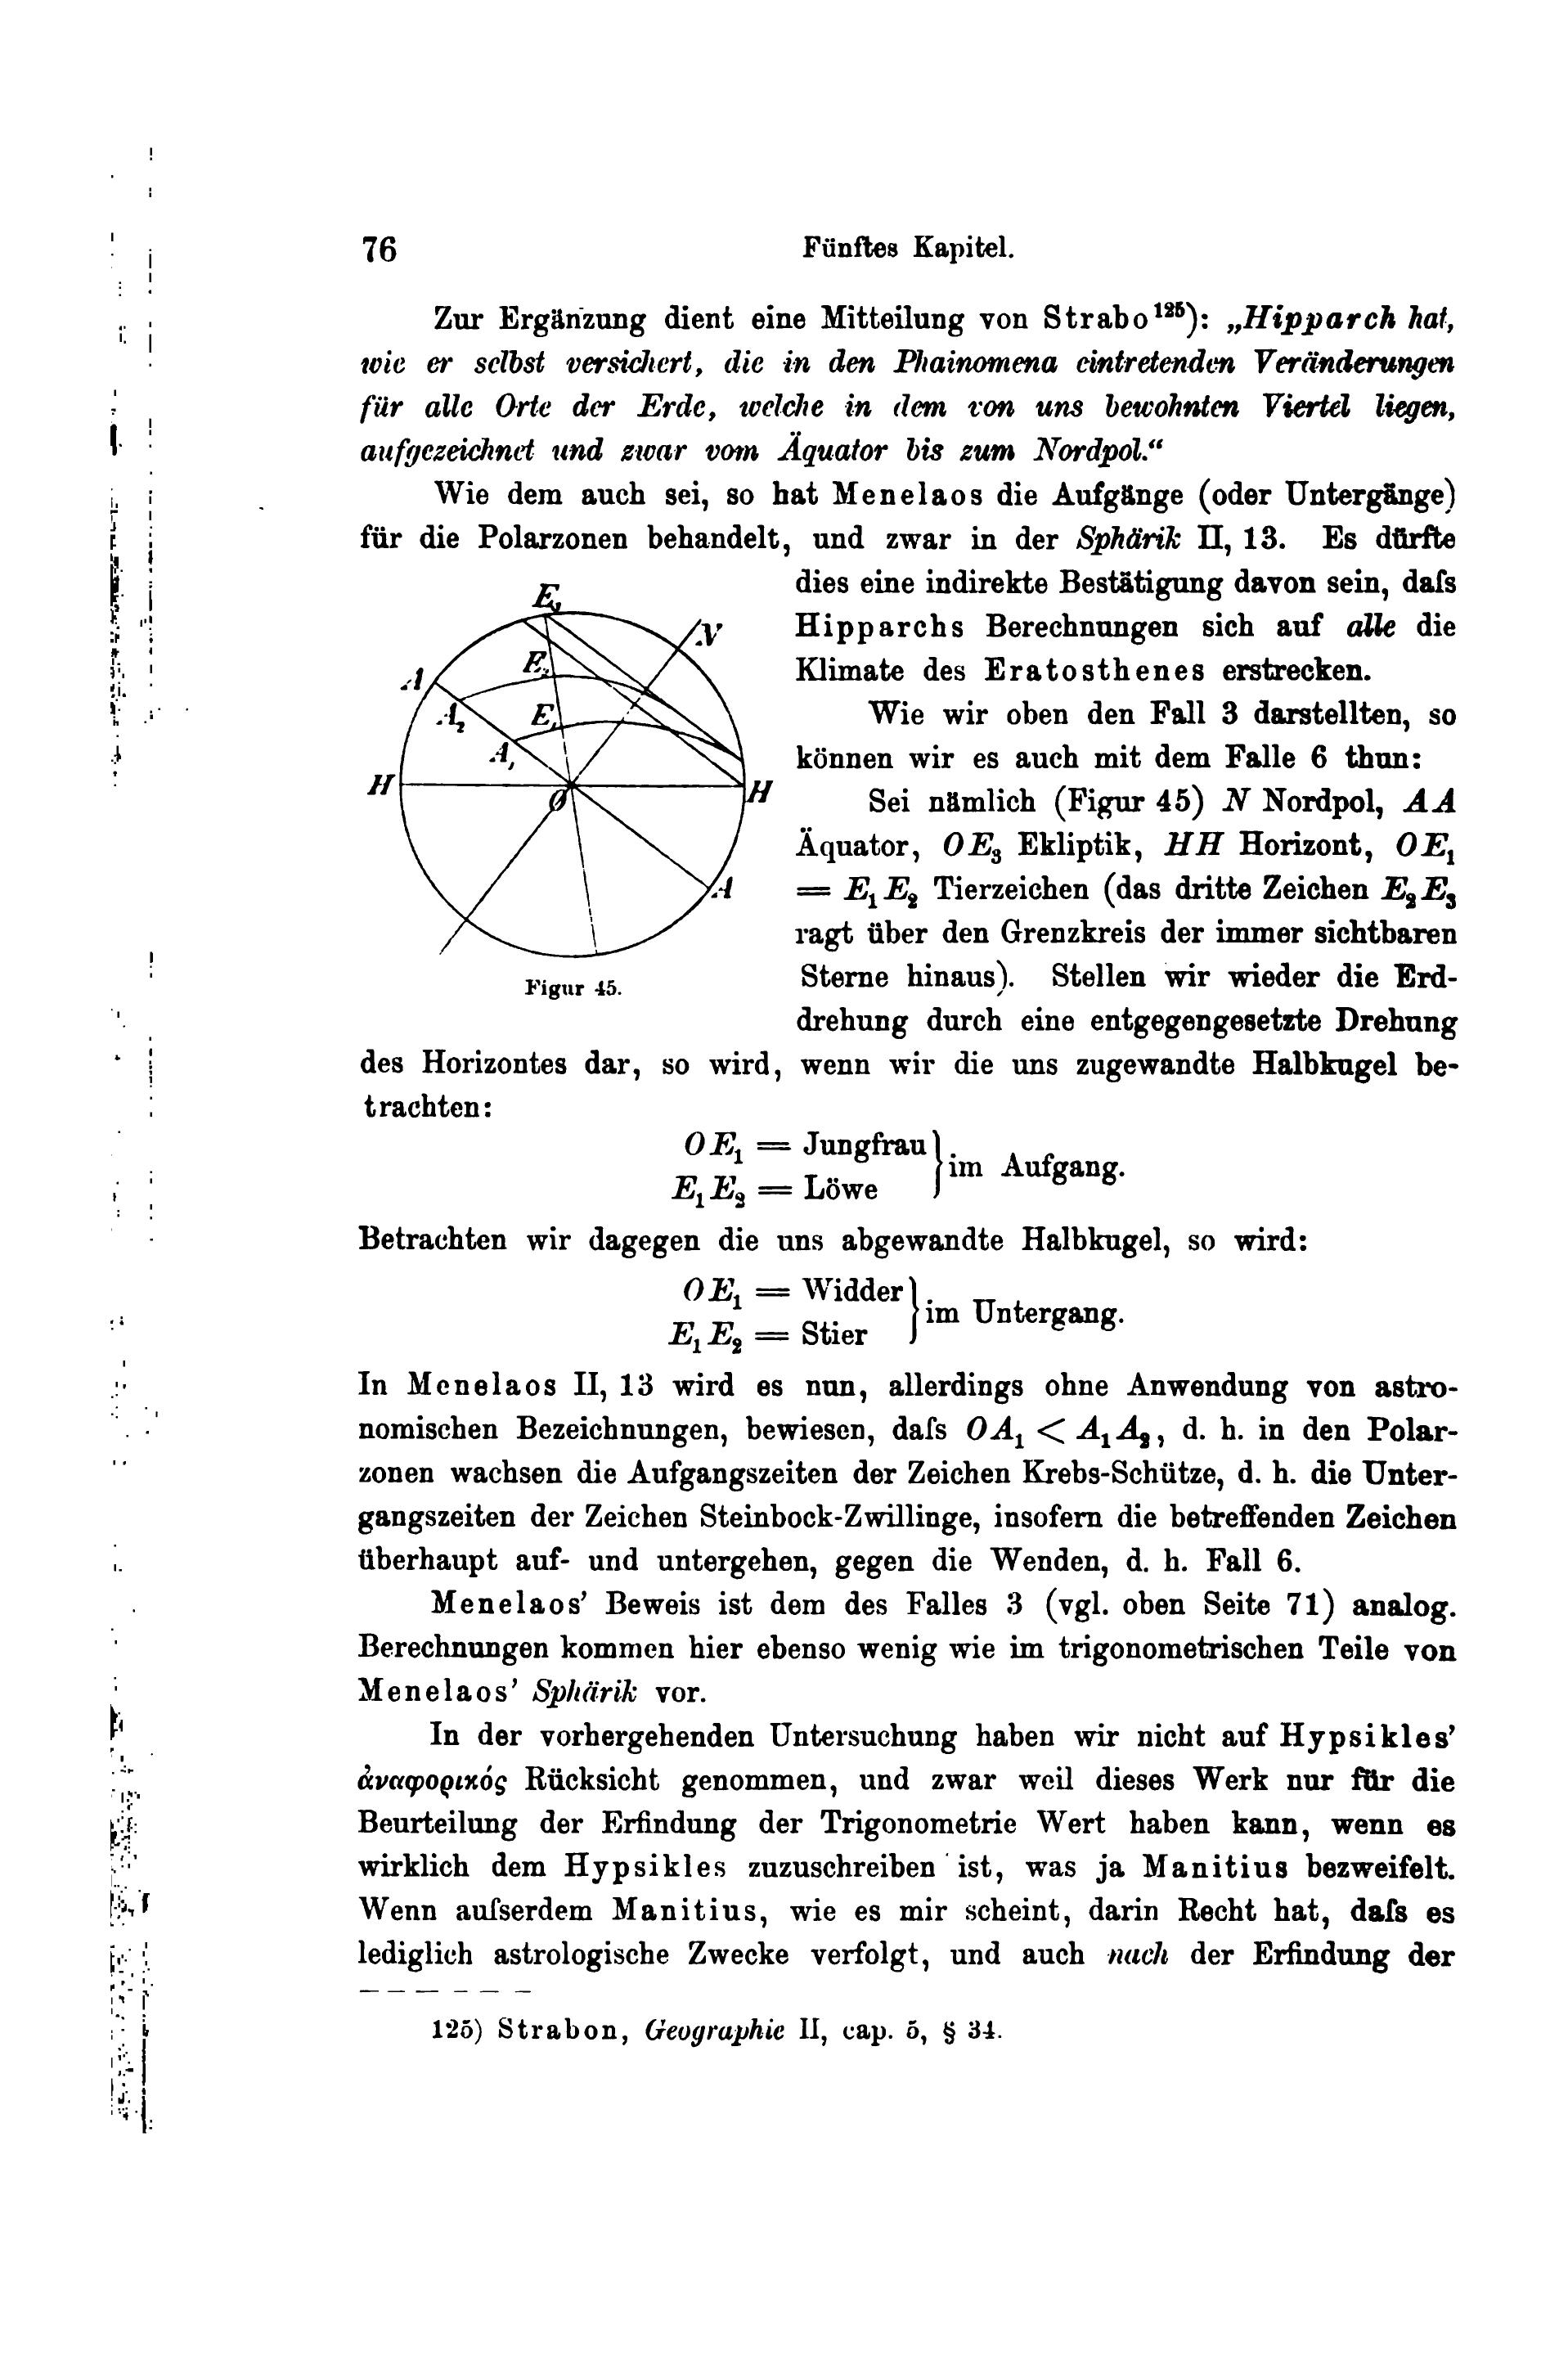 76 Fünftes Kapitel.
Zur Ergänzung dient eine Mitteilung von Strabo¹²⁵): „Hipparch hat,
wie er selbst versichert, die in den Phainomena eintretenden Veränderungen
für alle Orte der Erde, welche in dem von uns bewohnten Viertel liegen,
aufgezeichnet und zwar vom Äquator bis zum Nordpol.“
Wie dem auch sei, so hat Menelaos die Aufgänge (oder Untergänge)
für die Polarzonen behandelt, und zwar in der Sphärik II, 13. Es dürfte
dies eine indirekte Bestätigung davon sein, daſs
Hipparchs Berechnungen sich auf alle die
Klimate des Eratosthenes erstrecken.
Wie wir oben den Fall 3 darstellten, so
können wir es auch mit dem Falle 6 thun:
Sei nämlich (Figur 45) N Nordpol, AA
Äquator, OE₃ Ekliptik, HH Horizont, OE₁
= E₁E₂ Tierzeichen (das dritte Zeichen E₂E₃
ragt über den Grenzkreis der immer sichtbaren
Sterne hinaus). Stellen wir wieder die Erd-
drehung durch eine entgegengesetzte Drehung
E₃
N
E₂
A
A₂
E₁
A₁
H
H
O
A
Figur 45.
des Horizontes dar, so wird, wenn wir die uns zugewandte Halbkugel be-
trachten:
OE₁ = Jungfrau
E₁E₂ = Löwe
} im Aufgang.
Betrachten wir dagegen die uns abgewandte Halbkugel, so wird:
OE₁ = Widder
E₁E₂ = Stier
} im Untergang.
In Menelaos II, 13 wird es nun, allerdings ohne Anwendung von astro-
nomischen Bezeichnungen, bewiesen, daſs OA₁ < A₁A₂, d. h. in den Polar-
zonen wachsen die Aufgangszeiten der Zeichen Krebs-Schütze, d. h. die Unter-
gangszeiten der Zeichen Steinbock-Zwillinge, insofern die betreffenden Zeichen
überhaupt auf- und untergehen, gegen die Wenden, d. h. Fall 6.
Menelaos’ Beweis ist dem des Falles 3 (vgl. oben Seite 71) analog.
Berechnungen kommen hier ebenso wenig wie im trigonometrischen Teile von
Menelaos’ Sphärik vor.
In der vorhergehenden Untersuchung haben wir nicht auf Hypsikles’
ἀναφορικός Rücksicht genommen, und zwar weil dieses Werk nur für die
Beurteilung der Erfindung der Trigonometrie Wert haben kann, wenn es
wirklich dem Hypsikles zuzuschreiben ist, was ja Manitius bezweifelt.
Wenn auſserdem Manitius, wie es mir scheint, darin Recht hat, daſs es
lediglich astrologische Zwecke verfolgt, und auch nach der Erfindung der
125) Strabon, Geographie II, cap. 5, § 34.